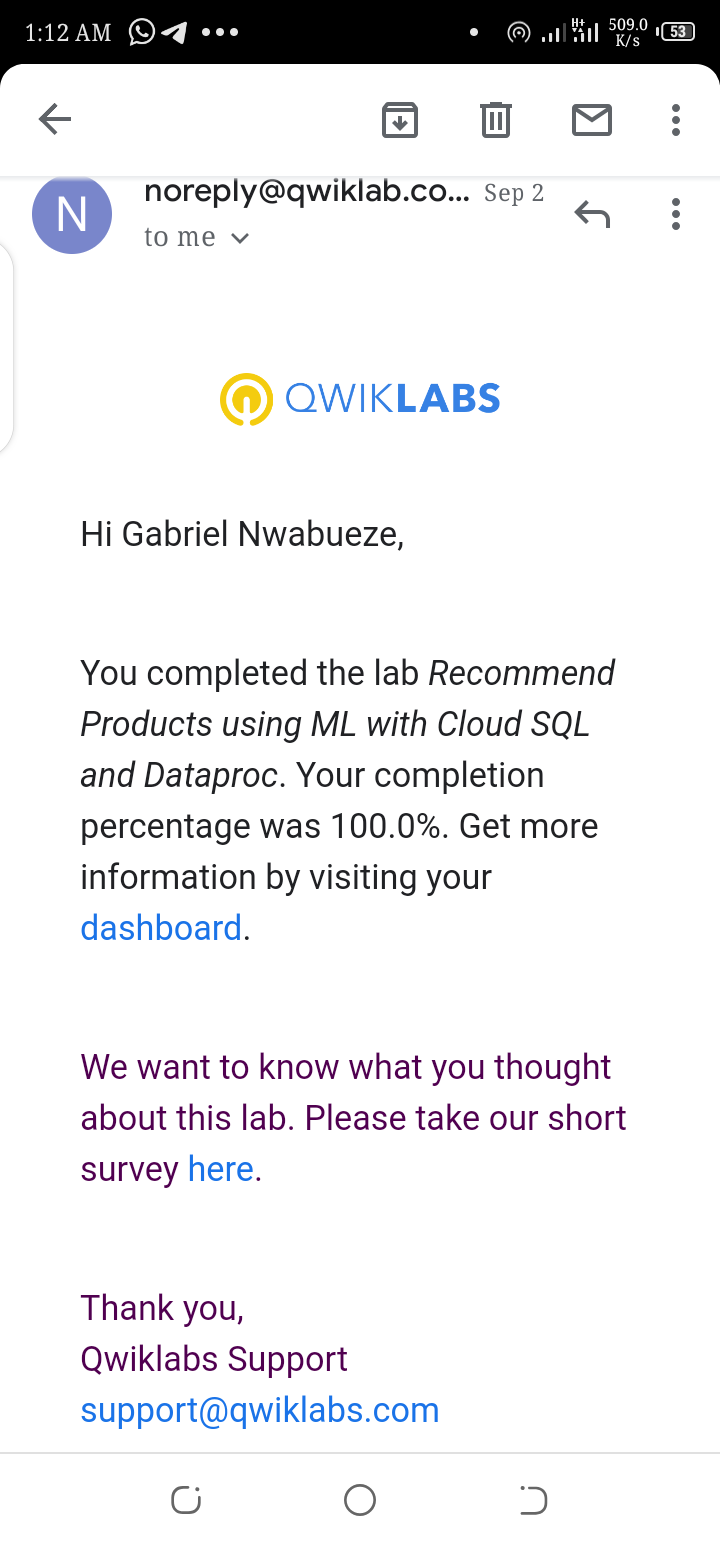 1:12 AM H+ 509.0 K/s 53
N noreply@qwiklab.co... Sep 2
to me
QWIKLABS
Hi Gabriel Nwabueze,
You completed the lab Recommend
Products using ML with Cloud SQL
and Dataproc. Your completion
percentage was 100.0%. Get more
information by visiting your
dashboard.
We want to know what you thought
about this lab. Please take our short
survey here.
Thank you,
Qwiklabs Support
support@qwiklabs.com